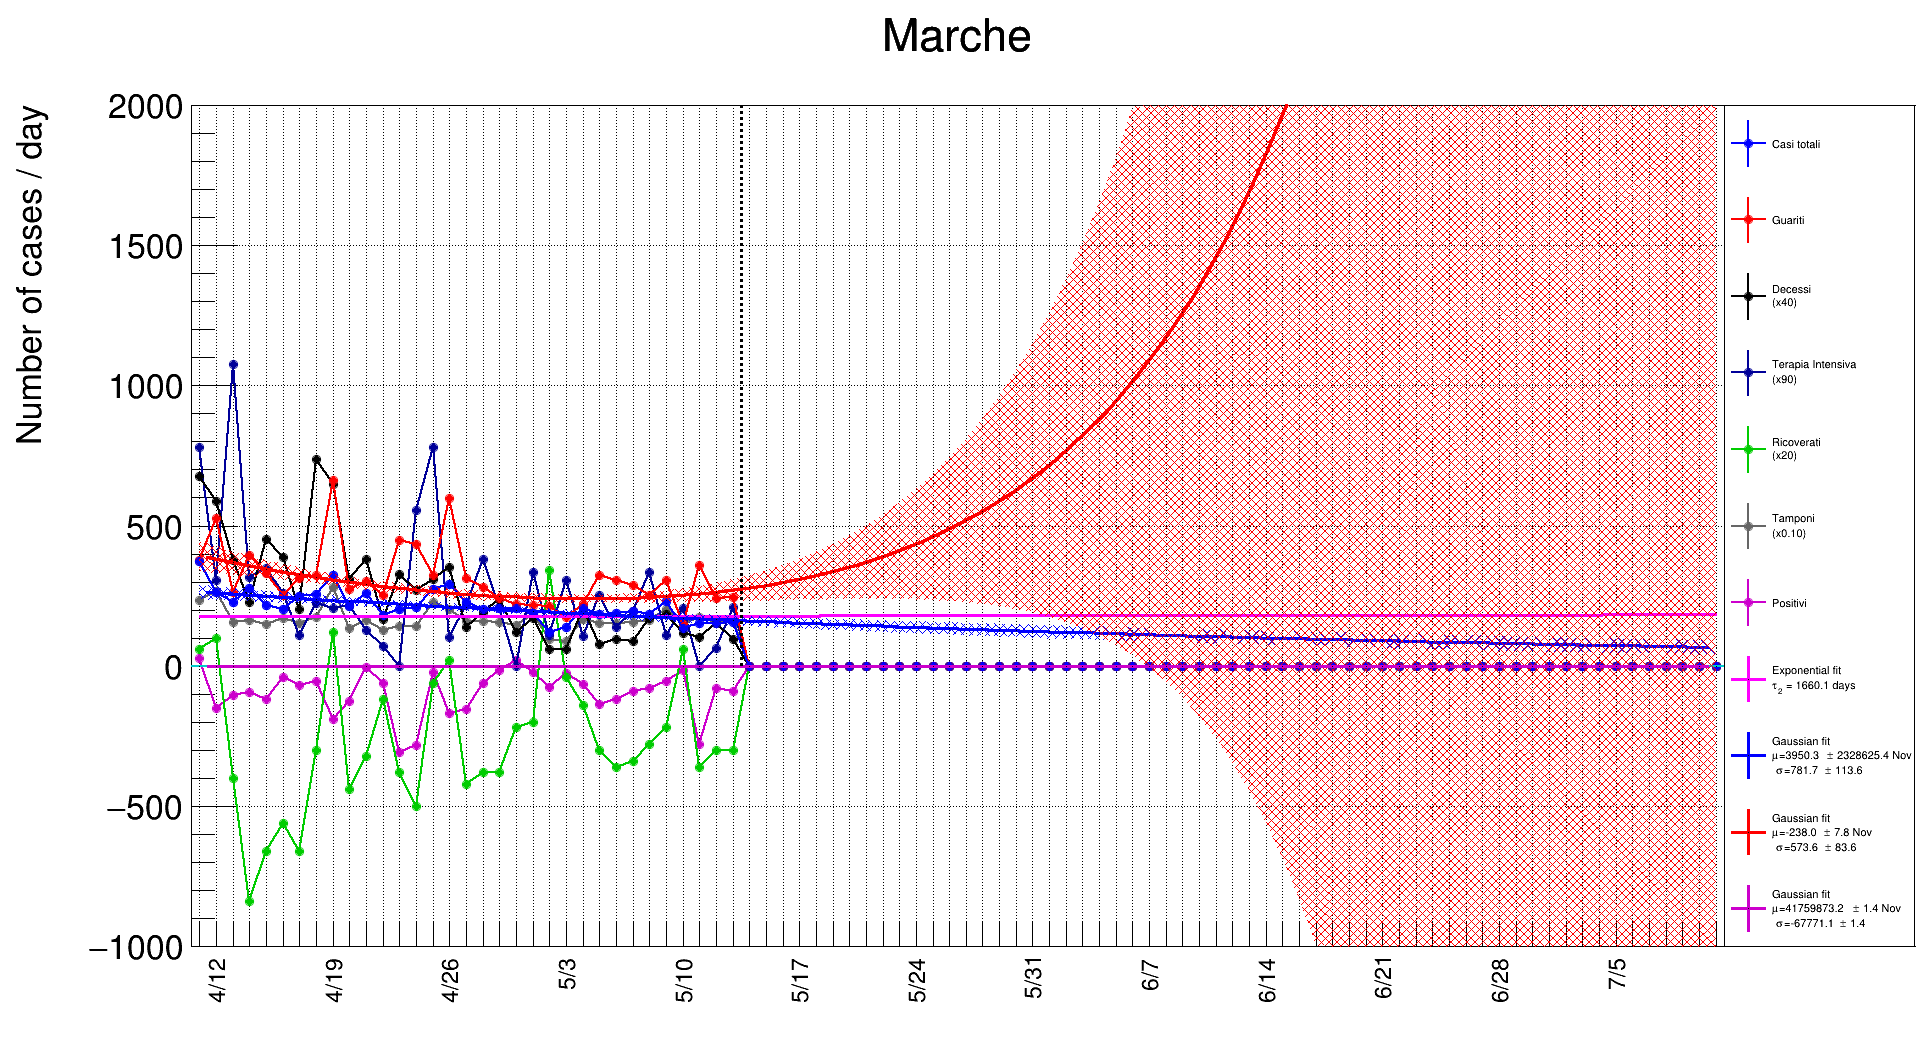 Marche
Number of cases / day
2000
1500
1000
500
0
−500
−1000
4/12
4/19
4/26
5/3
5/10
5/17
5/24
5/31
6/7
6/14
6/21
6/28
7/5
Casi totali
Guariti
Decessi
(x40)
Terapia Intensiva
(x90)
Ricoverati
(x20)
Tamponi
(x0.10)
Positivi
Exponential fit
τ2 = 1660.1 days
Gaussian fit
μ=3950.3 ± 2328625.4 Nov
σ=781.7 ± 113.6
Gaussian fit
μ=-238.0 ± 7.8 Nov
σ=573.6 ± 83.6
Gaussian fit
μ=41759873.2 ± 1.4 Nov
σ=-67771.1 ± 1.4